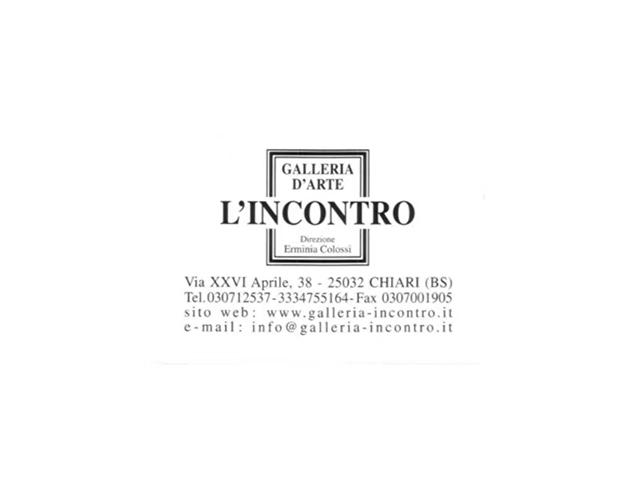 GALLERIA
D'ARTE
L'INCONTRO
Direzione
Erminia Colossi
Via XXVI Aprile, 38 - 25032 CHIARI (BS)
Tel.030712537-3334755164-Fax 0307001905
sito web: www.galleria-incontro.it
e-mail: info@galleria-incontro.it